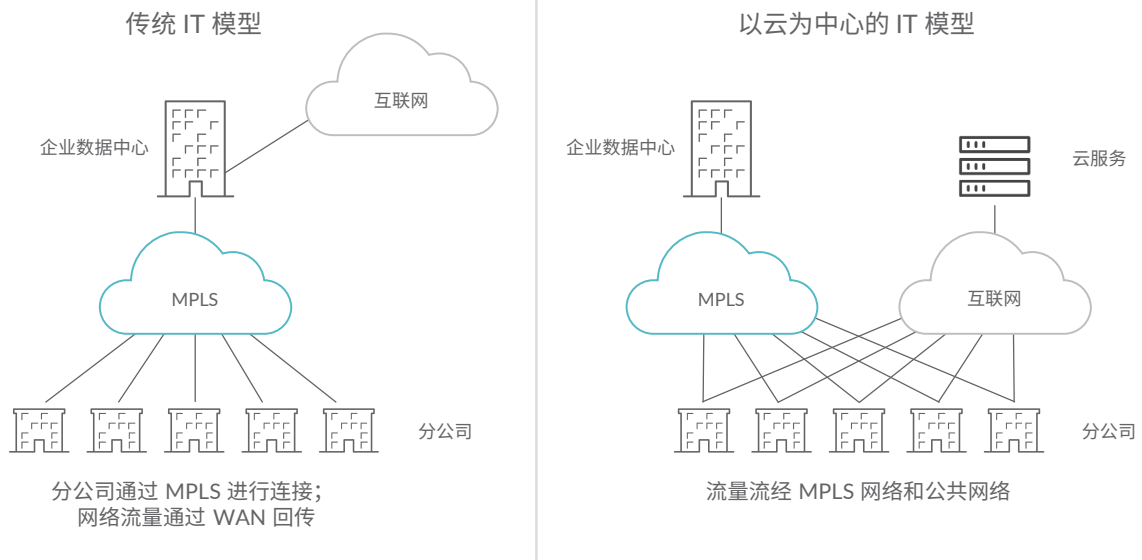 传统 IT 模型
互联网
企业数据中心
MPLS
分公司
分公司通过 MPLS 进行连接；
网络流量通过 WAN 回传
以云为中心的 IT 模型
企业数据中心
云服务
MPLS
互联网
分公司
流量流经 MPLS 网络和公共网络